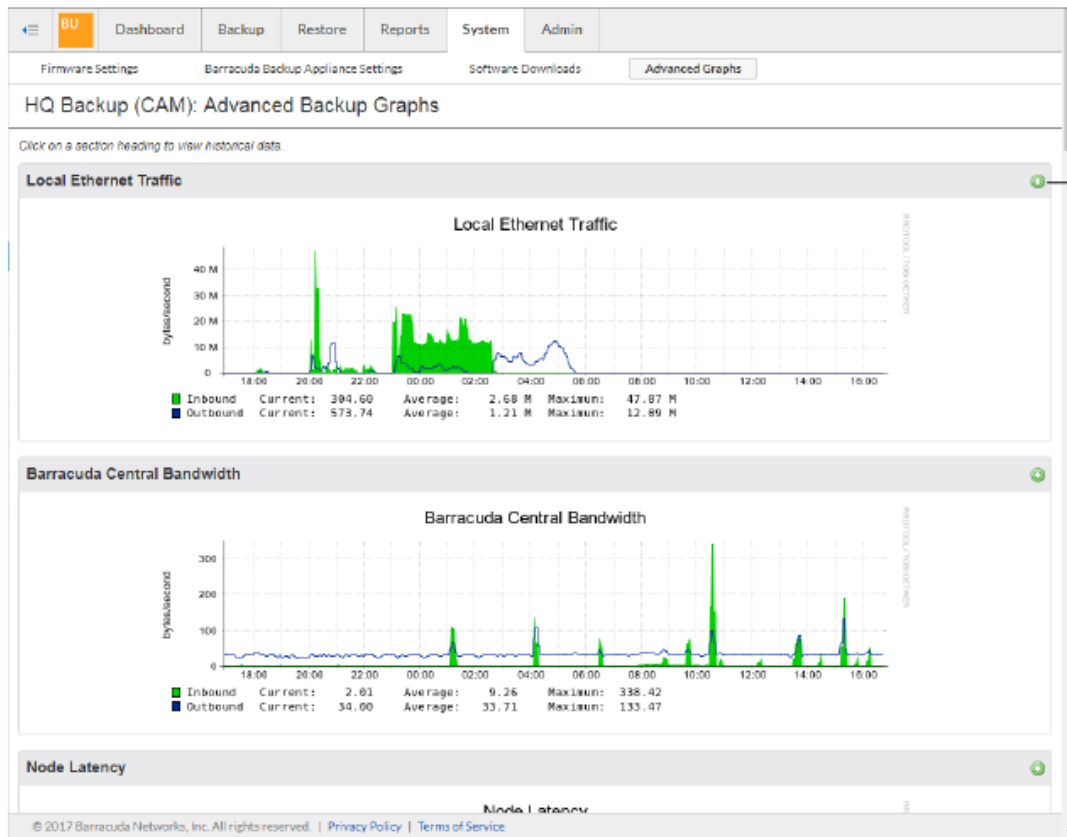 BU Dashboard Backup Restore Reports System Admin
Firmware Settings Barracuda Backup Appliance Settings Software Downloads Advanced Graphs
HQ Backup (CAM): Advanced Backup Graphs
Click on a section heading to view historical data.
Local Ethernet Traffic
Local Ethernet Traffic
RRDTOOL / TOBI OETIKER
bytes/second
40 M
30 M
20 M
10 M
0
18:00 20:00 22:00 00:00 02:00 04:00 06:00 08:00 10:00 12:00 14:00 16:00
Inbound Current: 304.60 Average: 2.68 M Maximum: 47.07 M
Outbound Current: 573.74 Average: 1.21 M Maximum: 12.89 M
Barracuda Central Bandwidth
Barracuda Central Bandwidth
RRDTOOL / TOBI OETIKER
bytes/second
300
200
100
0
18:00 20:00 22:00 00:00 02:00 04:00 06:00 08:00 10:00 12:00 14:00 16:00
Inbound Current: 2.01 Average: 9.26 Maximum: 338.42
Outbound Current: 34.00 Average: 33.71 Maximum: 133.47
Node Latency
Node Latency
© 2017 Barracuda Networks, Inc. All rights reserved. | Privacy Policy | Terms of Service